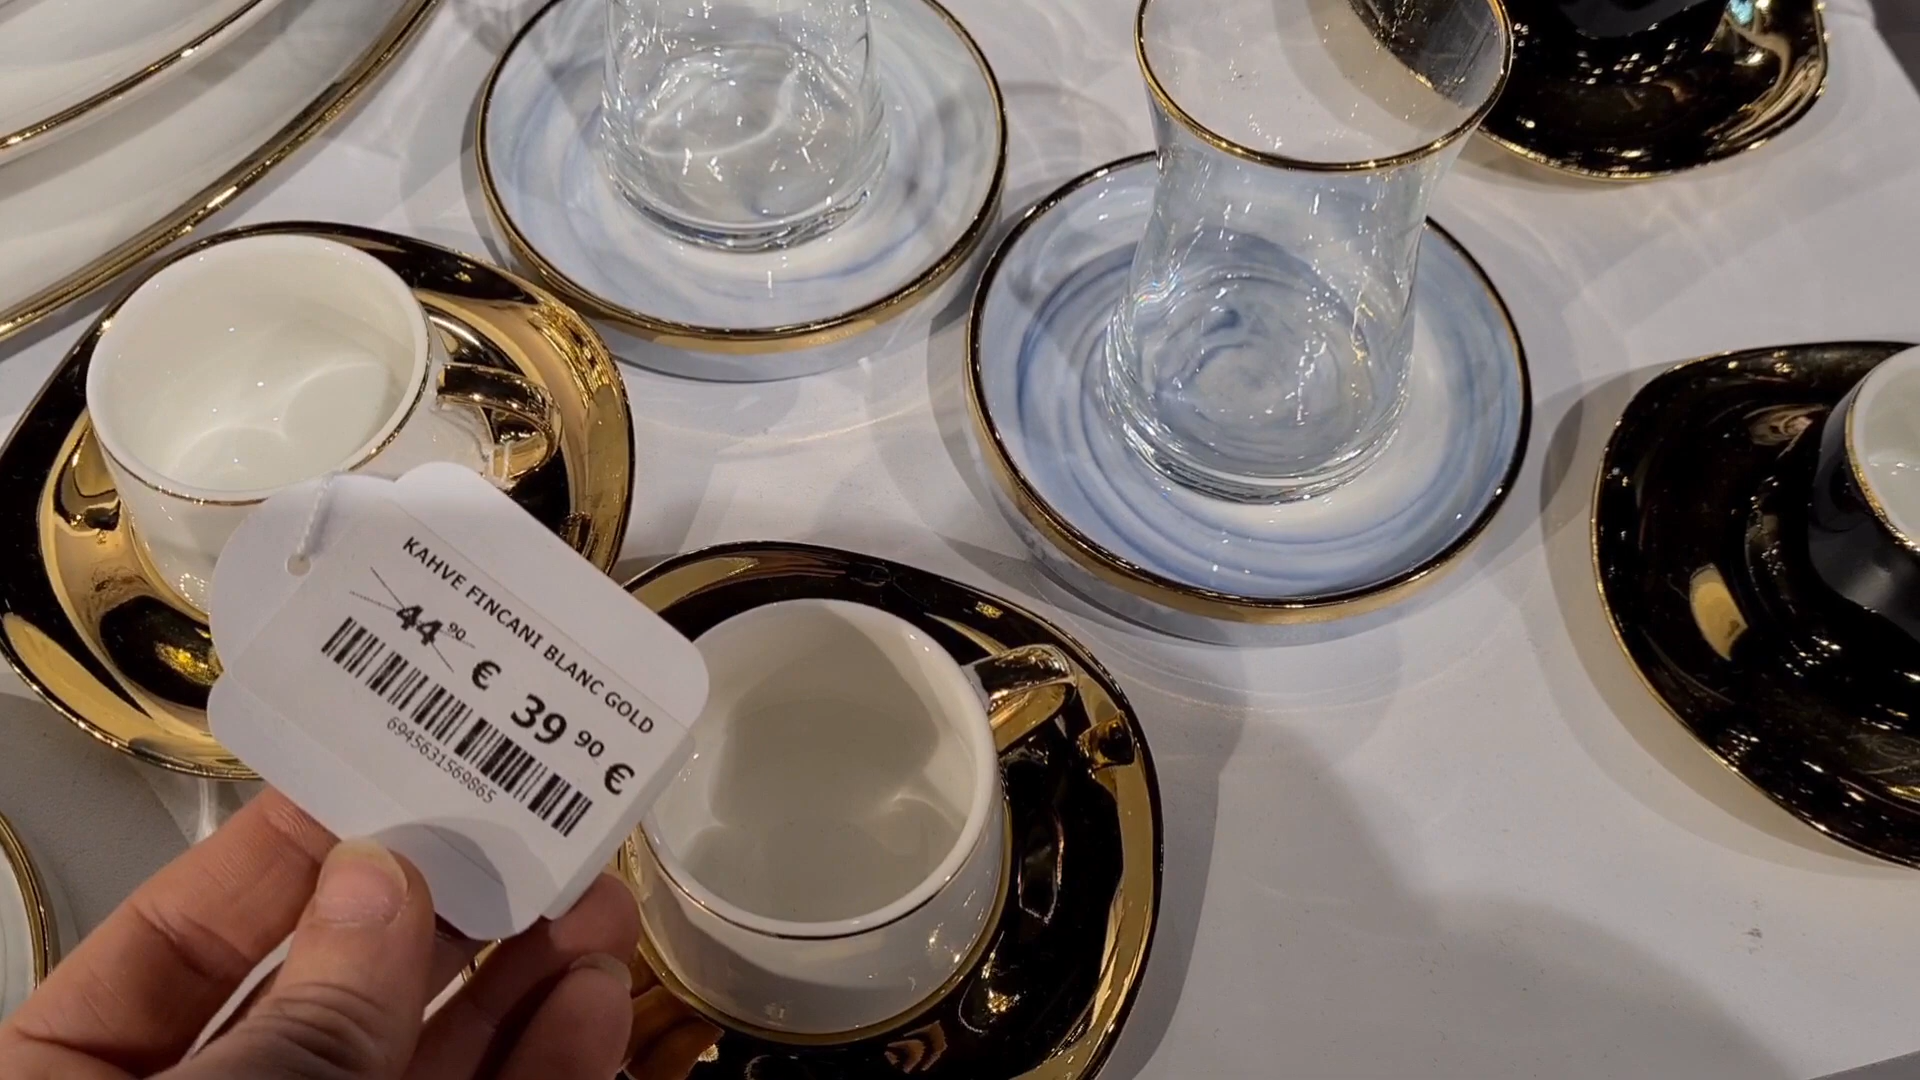 KAHVE FINCANI BLANC GOLD
44 90 €
39 90 €
6945631569865